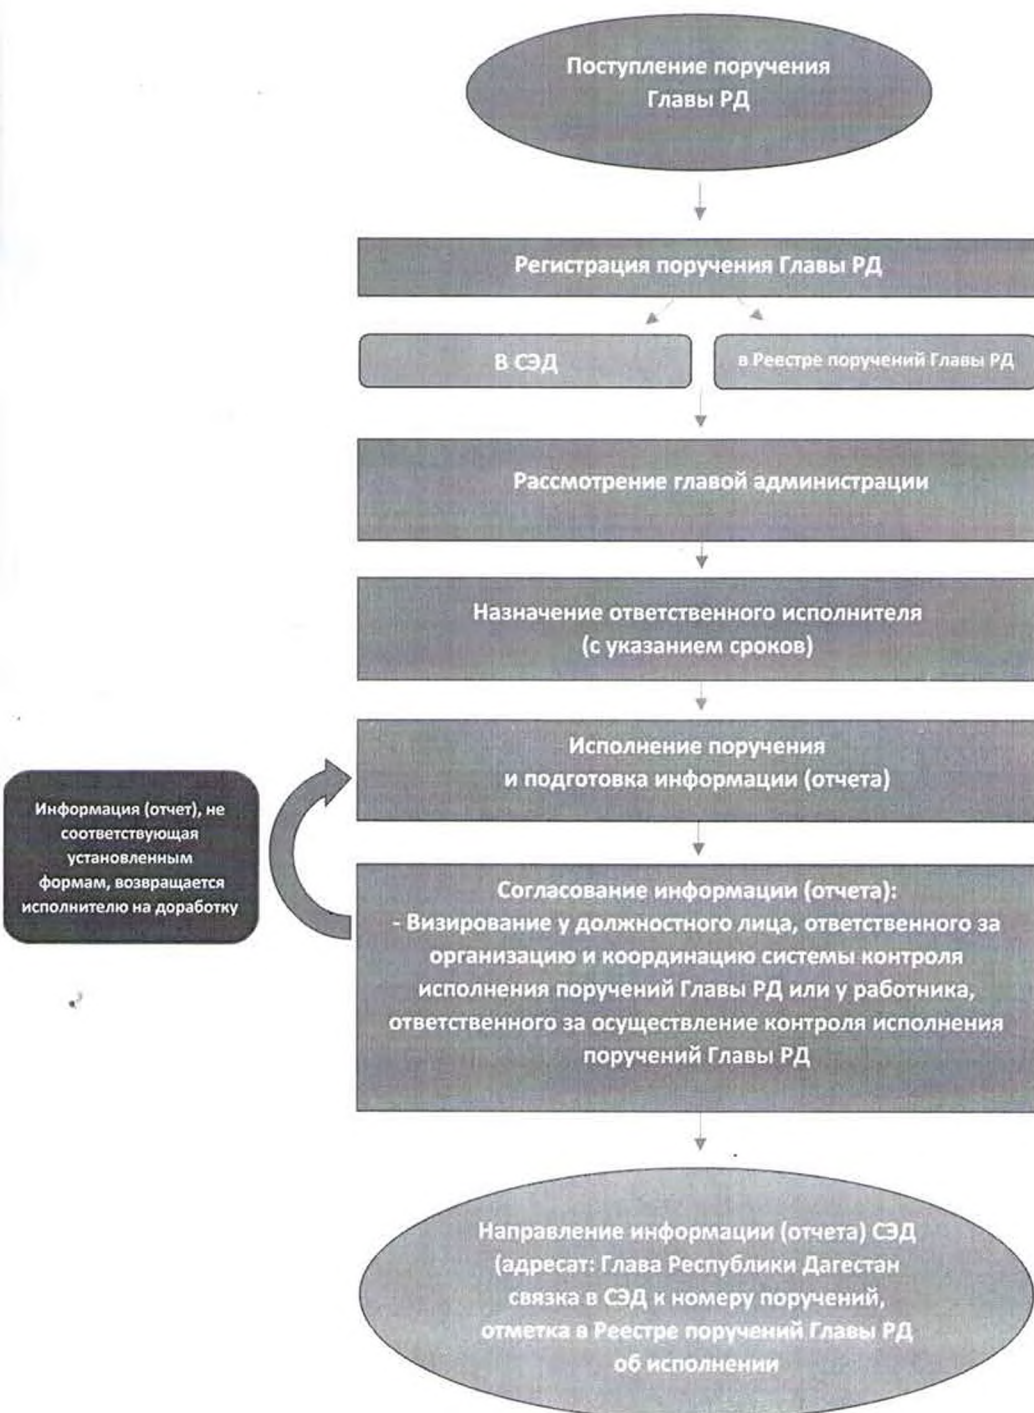 Поступление поручения
Главы РД
Регистрация поручения Главы РД
В СЭД
в Реестре поручений Главы РД
Рассмотрение главой администрации
Назначение ответственного исполнителя
(с указанием сроков)
Исполнение поручения
и подготовка информации (отчета)
Информация (отчет), не
соответствующая
установленным
формам, возвращается
исполнителю на доработку
Согласование информации (отчета):
- Визирование у должностного лица, ответственного за
организацию и координацию системы контроля
исполнения поручений Главы РД или у работника,
ответственного за осуществление контроля исполнения
поручений Главы РД
Направление информации (отчета) СЭД
(адресат: Глава Республики Дагестан
связка в СЭД к номеру поручений,
отметка в Реестре поручений Главы РД
об исполнении